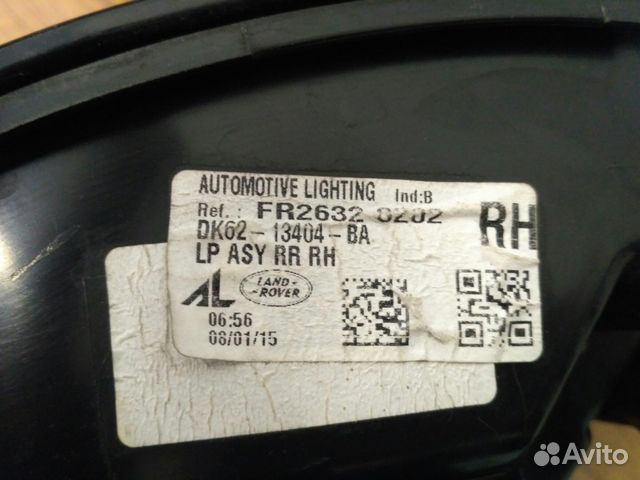 AUTOMOTIVE LIGHTING Ind:B
Ref.: FR2632 0202
DK62-13404-BA
LP ASY RR RH
RH
AL LAND-ROVER
06:56
08/01/15
Avito